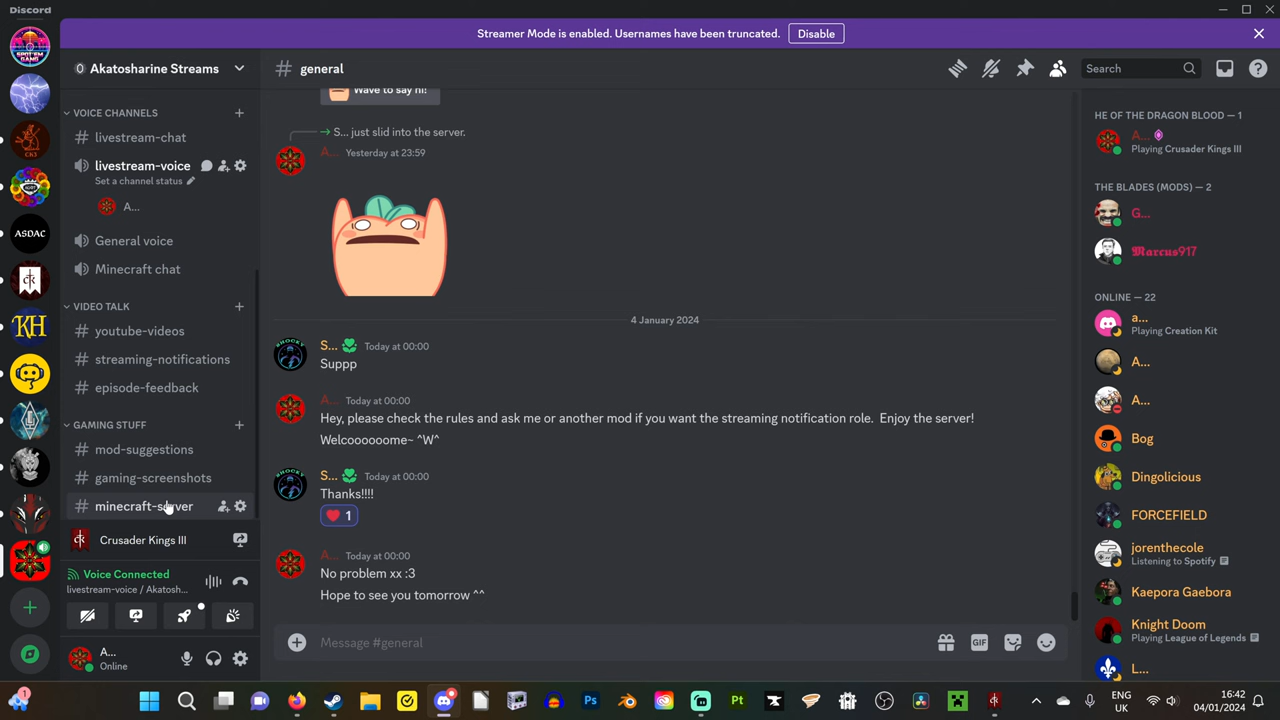 Discord
Streamer Mode is enabled. Usernames have been truncated.
Disable
Akatosharine Streams
general
Search
VOICE CHANNELS
livestream-chat
livestream-voice
Set a channel status
A...
General voice
Minecraft chat
VIDEO TALK
youtube-videos
streaming-notifications
episode-feedback
GAMING STUFF
mod-suggestions
gaming-screenshots
minecraft-server
Crusader Kings III
Voice Connected
livestream-voice / Akatosh...
A...
Online
ASDAC
KH
Wave to say hi!
S... just slid into the server.
A... Yesterday at 23:59
4 January 2024
S... Today at 00:00
Suppp
A... Today at 00:00
Hey, please check the rules and ask me or another mod if you want the streaming notification role. Enjoy the server!
Welcoooooome~ ^W^
S... Today at 00:00
Thanks!!!!
1
A... Today at 00:00
No problem xx :3
Hope to see you tomorrow ^^
Message #general
GIF
HE OF THE DRAGON BLOOD — 1
A...
Playing Crusader Kings III
THE BLADES (MODS) — 2
G...
𝕸𝖆𝖗𝖈𝖚𝖘917
ONLINE — 22
a...
Playing Creation Kit
A...
A...
Bog
Dingolicious
FORCEFIELD
jorenthecole
Listening to Spotify
Kaepora Gaebora
Knight Doom
Playing League of Legends
L...
1
Ps
Pt
ENG
UK
16:42
04/01/2024